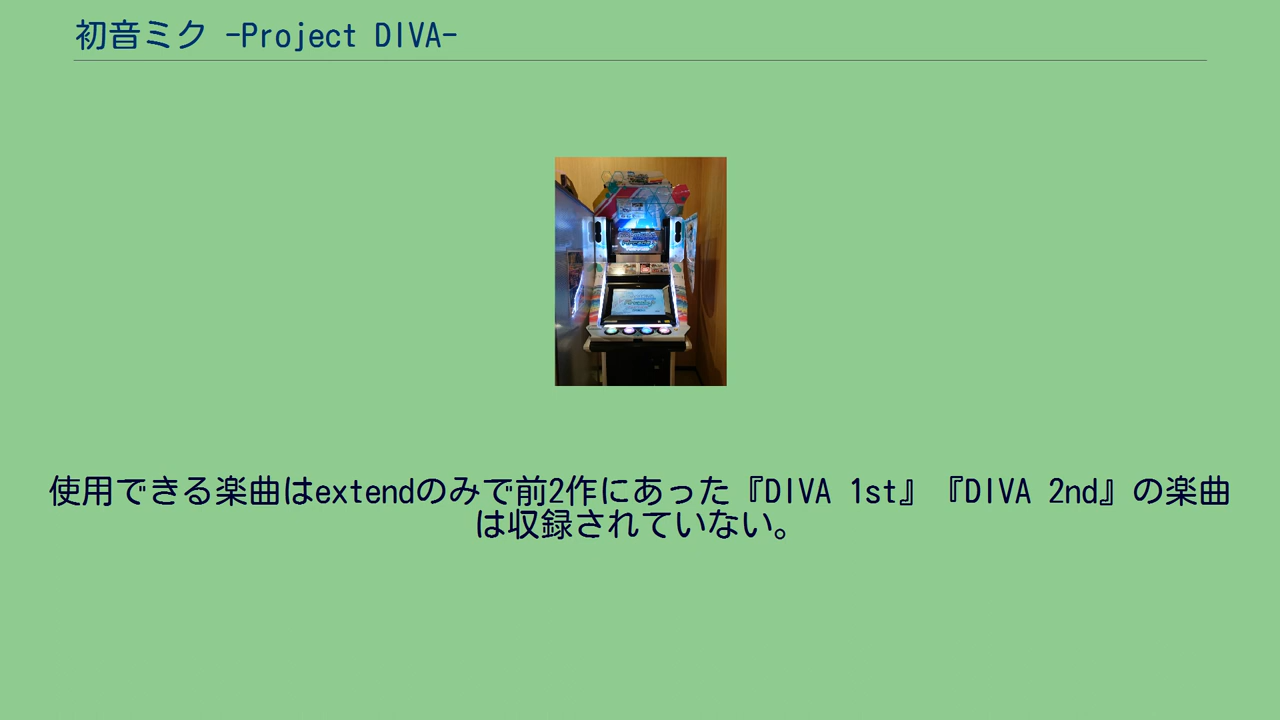 初音ミク -Project DIVA-
使用できる楽曲はextendのみで前2作にあった『DIVA 1st』『DIVA 2nd』の楽曲
は収録されていない。